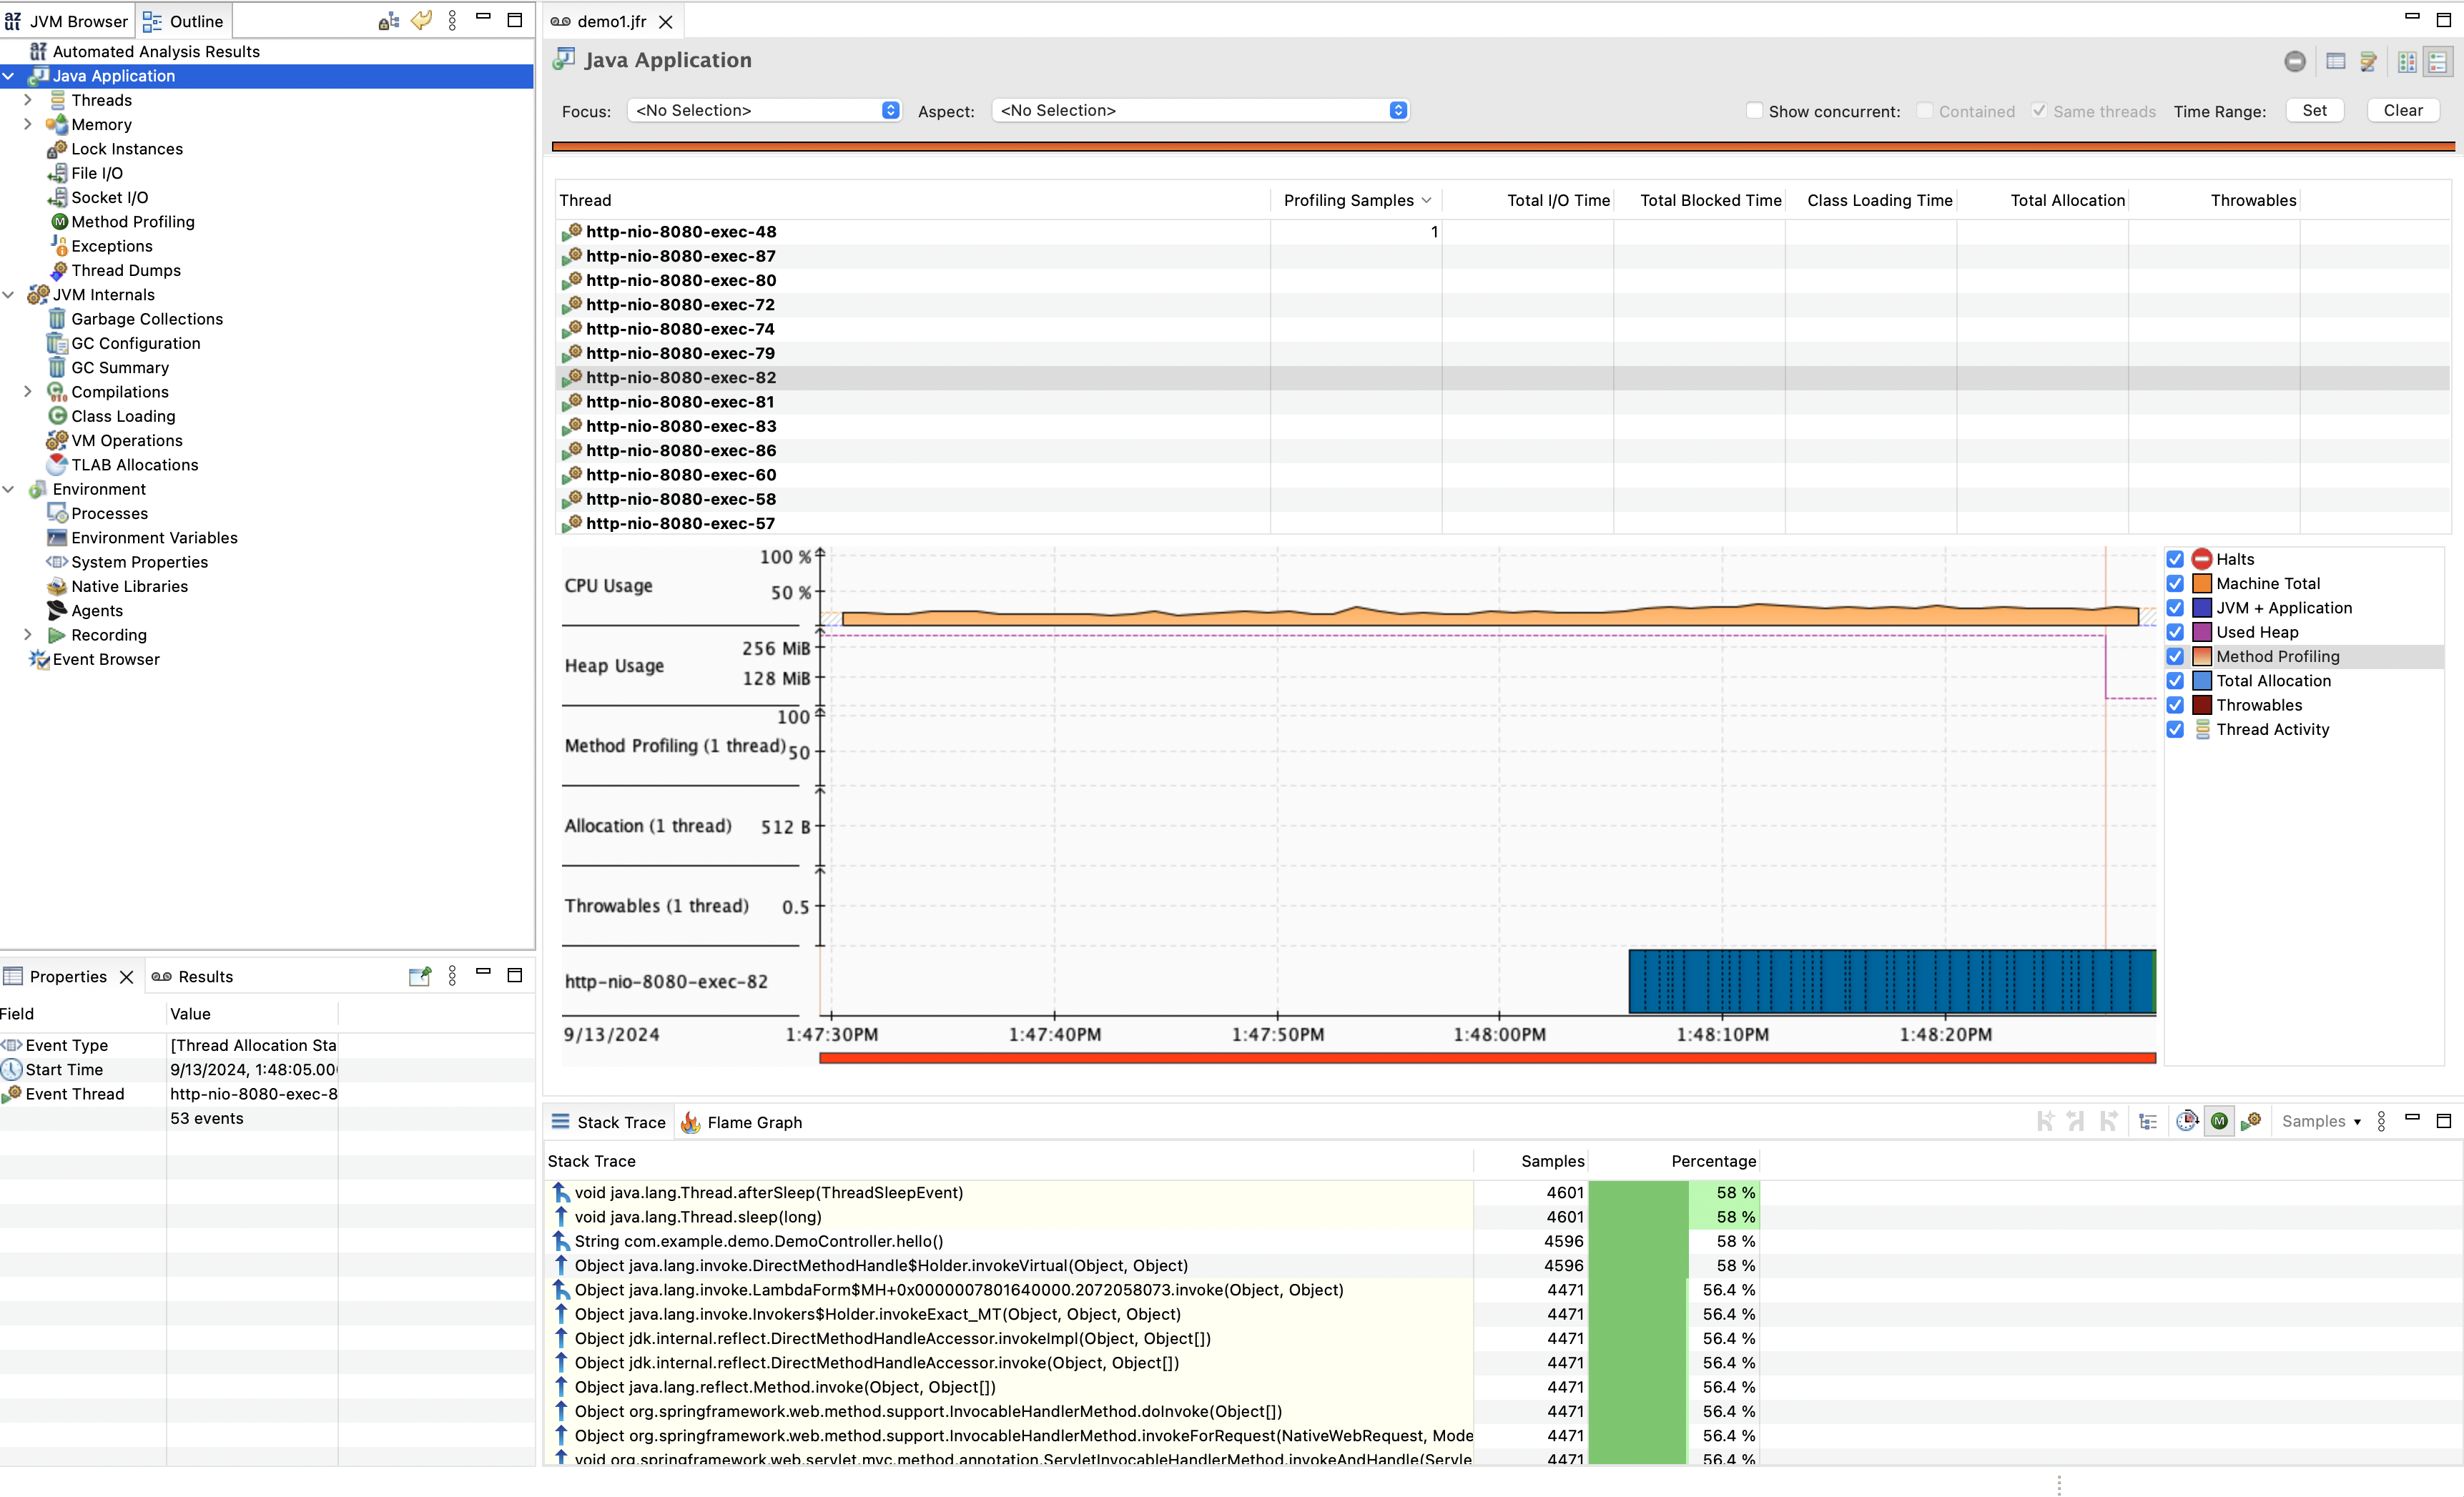 JVM Browser
Outline
Automated Analysis Results
Java Application
Threads
Memory
Lock Instances
File I/O
Socket I/O
Method Profiling
Exceptions
Thread Dumps
JVM Internals
Garbage Collections
GC Configuration
GC Summary
Compilations
Class Loading
VM Operations
TLAB Allocations
Environment
Processes
Environment Variables
System Properties
Native Libraries
Agents
Recording
Event Browser
Properties
Results
Field Value
Event Type [Thread Allocation Sta
Start Time 9/13/2024, 1:48:05.00
Event Thread http-nio-8080-exec-8
53 events
demo1.jfr
Java Application
Focus: <No Selection> Aspect: <No Selection> Show concurrent: Contained Same threads Time Range: Set Clear
Thread Profiling Samples Total I/O Time Total Blocked Time Class Loading Time Total Allocation Throwables
http-nio-8080-exec-48 1
http-nio-8080-exec-87
http-nio-8080-exec-80
http-nio-8080-exec-72
http-nio-8080-exec-74
http-nio-8080-exec-79
http-nio-8080-exec-82
http-nio-8080-exec-81
http-nio-8080-exec-83
http-nio-8080-exec-86
http-nio-8080-exec-60
http-nio-8080-exec-58
http-nio-8080-exec-57
100 %
CPU Usage
50 %
256 MiB
Heap Usage
128 MiB
100
Method Profiling (1 thread)
50
Allocation (1 thread) 512 B
Throwables (1 thread) 0.5
http-nio-8080-exec-82
9/13/2024 1:47:30PM 1:47:40PM 1:47:50PM 1:48:00PM 1:48:10PM 1:48:20PM
Halts
Machine Total
JVM + Application
Used Heap
Method Profiling
Total Allocation
Throwables
Thread Activity
Stack Trace Flame Graph Samples
Stack Trace Samples Percentage
void java.lang.Thread.afterSleep(ThreadSleepEvent) 4601 58 %
void java.lang.Thread.sleep(long) 4601 58 %
String com.example.demo.DemoController.hello() 4596 58 %
Object java.lang.invoke.DirectMethodHandle$Holder.invokeVirtual(Object, Object) 4596 58 %
Object java.lang.invoke.LambdaForm$MH+0x0000007801640000.2072058073.invoke(Object, Object) 4471 56.4 %
Object java.lang.invoke.Invokers$Holder.invokeExact_MT(Object, Object, Object) 4471 56.4 %
Object jdk.internal.reflect.DirectMethodHandleAccessor.invokeImpl(Object, Object[]) 4471 56.4 %
Object jdk.internal.reflect.DirectMethodHandleAccessor.invoke(Object, Object[]) 4471 56.4 %
Object java.lang.reflect.Method.invoke(Object, Object[]) 4471 56.4 %
Object org.springframework.web.method.support.InvocableHandlerMethod.doInvoke(Object[]) 4471 56.4 %
Object org.springframework.web.method.support.InvocableHandlerMethod.invokeForRequest(NativeWebRequest, Mode 4471 56.4 %
void org.springframework.web.servlet.mvc.method.annotation.ServletInvocableHandlerMethod.invokeAndHandle(Servle 4471 56.4 %